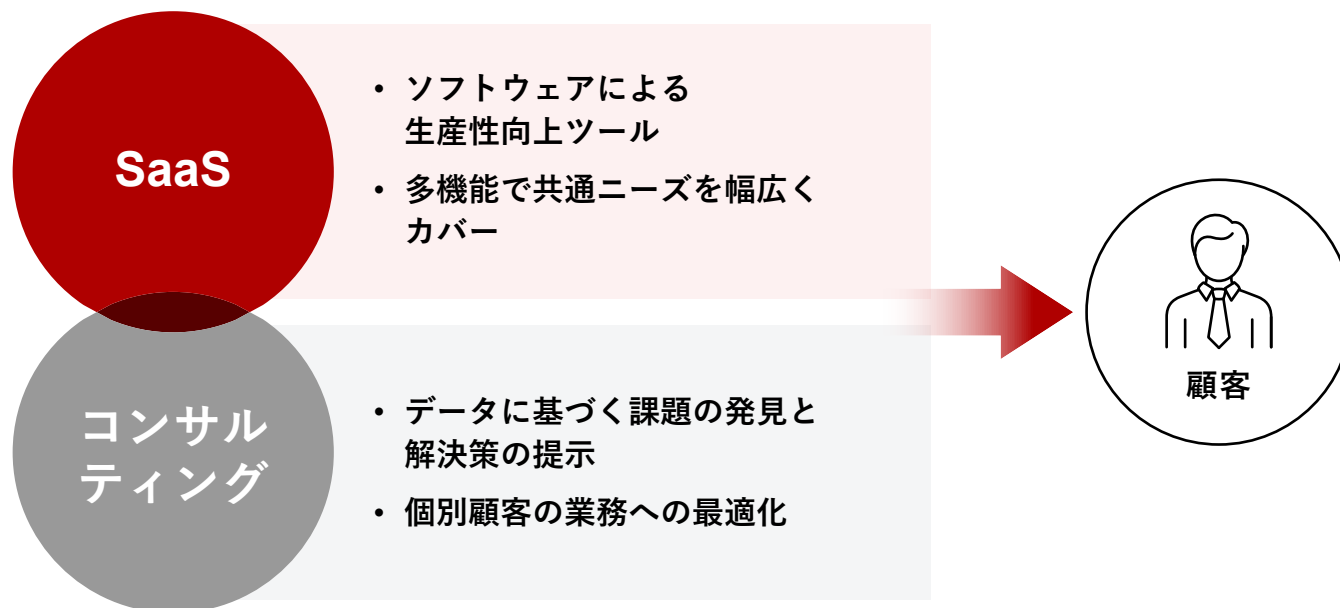 SaaS
・ソフトウェアによる
生産性向上ツール
・多機能で共通ニーズを幅広く
カバー
コンサル
ティング
・データに基づく課題の発見と
解決策の提示
・個別顧客の業務への最適化
顧客